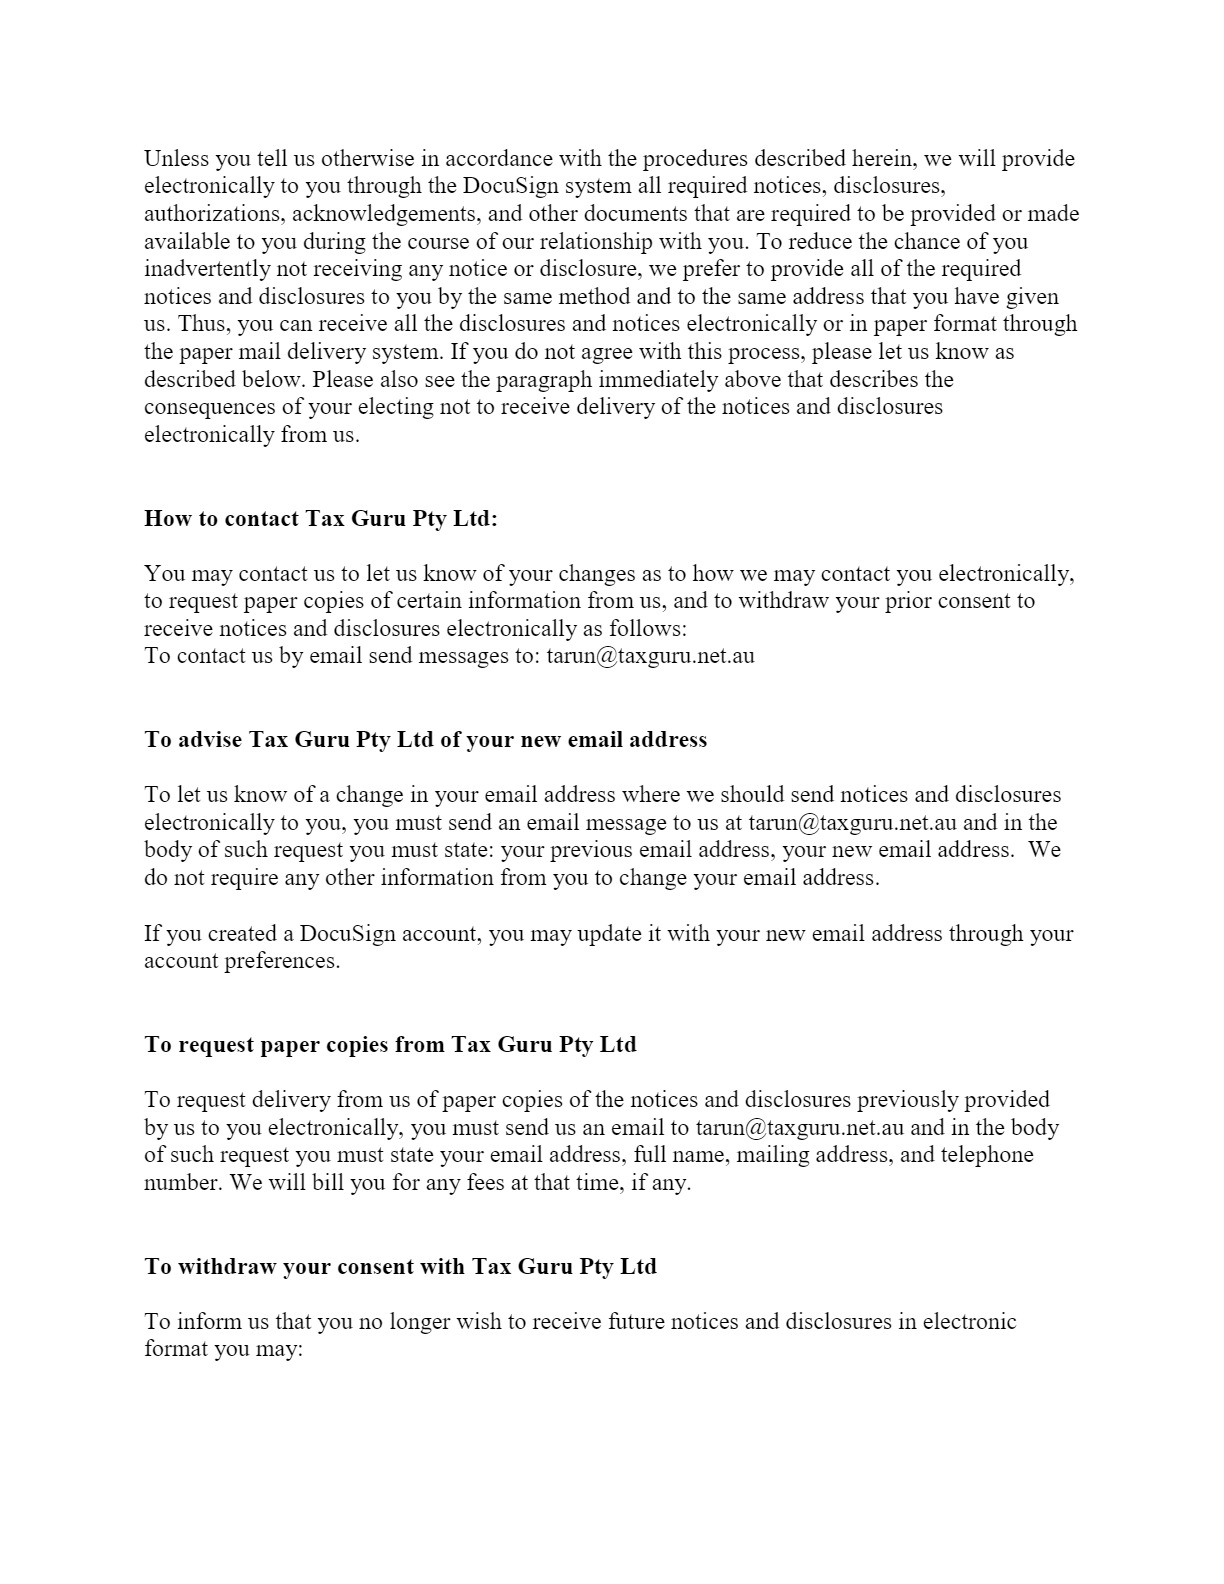 Unless you tell us otherwise in accordance with the procedures described herein, we will provide
electronically to you through the DocuSign system all required notices, disclosures,
authorizations, acknowledgements, and other documents that are required to be provided or made
available to you during the course of our relationship with you. To reduce the chance of you
inadvertently not receiving any notice or disclosure, we prefer to provide all of the required
notices and disclosures to you by the same method and to the same address that you have given
us. Thus, you can receive all the disclosures and notices electronically or in paper format through
the paper mail delivery system. If you do not agree with this process, please let us know as
described below. Please also see the paragraph immediately above that describes the
consequences of your electing not to receive delivery of the notices and disclosures
electronically from us.
How to contact Tax Guru Pty Ltd:
You may contact us to let us know of your changes as to how we may contact you electronically,
to request paper copies of certain information from us, and to withdraw your prior consent to
receive notices and disclosures electronically as follows:
To contact us by email send messages to: tarun@taxguru.net.au
To advise Tax Guru Pty Ltd of your new email address
To let us know of a change in your email address where we should send notices and disclosures
electronically to you, you must send an email message to us at tarun@taxguru.net.au and in the
body of such request you must state: your previous email address, your new email address.  We
do not require any other information from you to change your email address.
If you created a DocuSign account, you may update it with your new email address through your
account preferences.
To request paper copies from Tax Guru Pty Ltd
To request delivery from us of paper copies of the notices and disclosures previously provided
by us to you electronically, you must send us an email to tarun@taxguru.net.au and in the body
of such request you must state your email address, full name, mailing address, and telephone
number. We will bill you for any fees at that time, if any.
To withdraw your consent with Tax Guru Pty Ltd
To inform us that you no longer wish to receive future notices and disclosures in electronic
format you may: